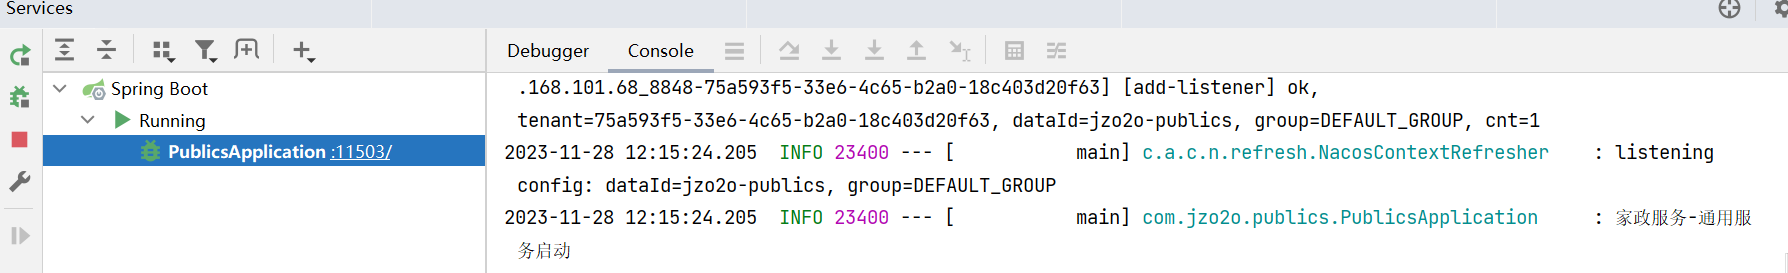 Services
Debugger Console
Spring Boot
Running
PublicsApplication :11503/
.168.101.68_8848-75a593f5-33e6-4c65-b2a0-18c403d20f63] [add-listener] ok,
tenant=75a593f5-33e6-4c65-b2a0-18c403d20f63, dataId=jzo2o-publics, group=DEFAULT_GROUP, cnt=1
2023-11-28 12:15:24.205  INFO 23400 --- [           main] c.a.c.n.refresh.NacosContextRefresher    : listening
config: dataId=jzo2o-publics, group=DEFAULT_GROUP
2023-11-28 12:15:24.205  INFO 23400 --- [           main] com.jzo2o.publics.PublicsApplication     : 家政服务-通用服
务启动